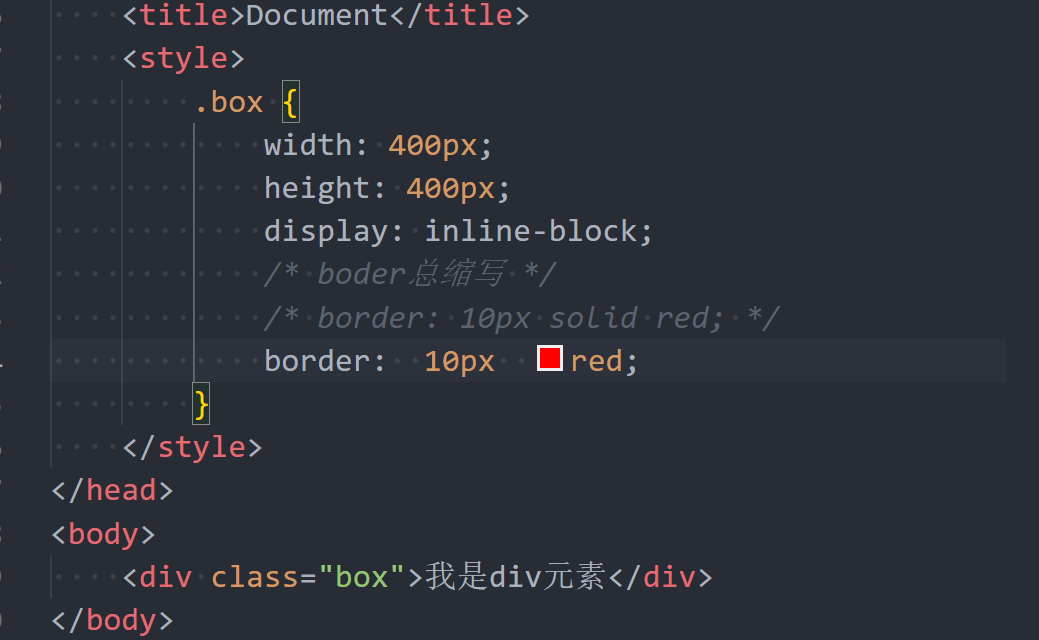 <title>Document</title>
<style>
.box {
width: 400px;
height: 400px;
display: inline-block;
/* boder总缩写 */
/* border: 10px solid red; */
border:  10px  red;
}
</style>
</head>
<body>
<div class="box">我是div元素</div>
</body>